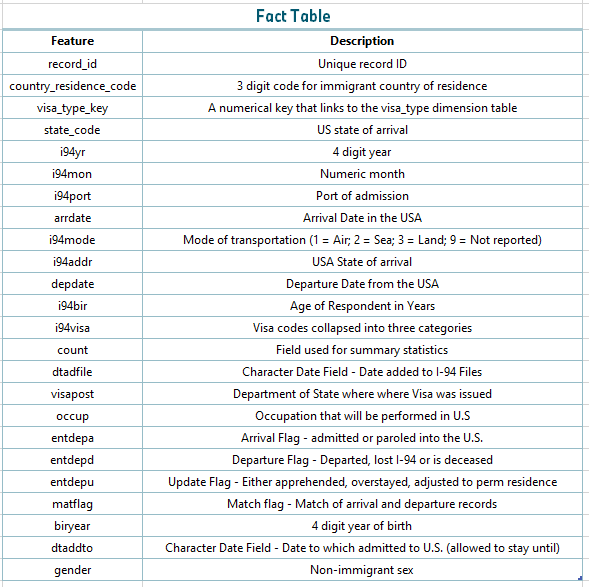 Fact Table
Feature Description
record_id Unique record ID
country_residence_code 3 digit code for immigrant country of residence
visa_type_key A numerical key that links to the visa_type dimension table
state_code US state of arrival
i94yr 4 digit year
i94mon Numeric month
i94port Port of admission
arrdate Arrival Date in the USA
i94mode Mode of transportation (1 = Air; 2 = Sea; 3 = Land; 9 = Not reported)
i94addr USA State of arrival
depdate Departure Date from the USA
i94bir Age of Respondent in Years
i94visa Visa codes collapsed into three categories
count Field used for summary statistics
dtadfile Character Date Field - Date added to I-94 Files
visapost Department of State where where Visa was issued
occup Occupation that will be performed in U.S
entdepa Arrival Flag - admitted or paroled into the U.S.
entdepd Departure Flag - Departed, lost I-94 or is deceased
entdepu Update Flag - Either apprehended, overstayed, adjusted to perm residence
matflag Match flag - Match of arrival and departure records
biryear 4 digit year of birth
dtaddto Character Date Field - Date to which admitted to U.S. (allowed to stay until)
gender Non-immigrant sex